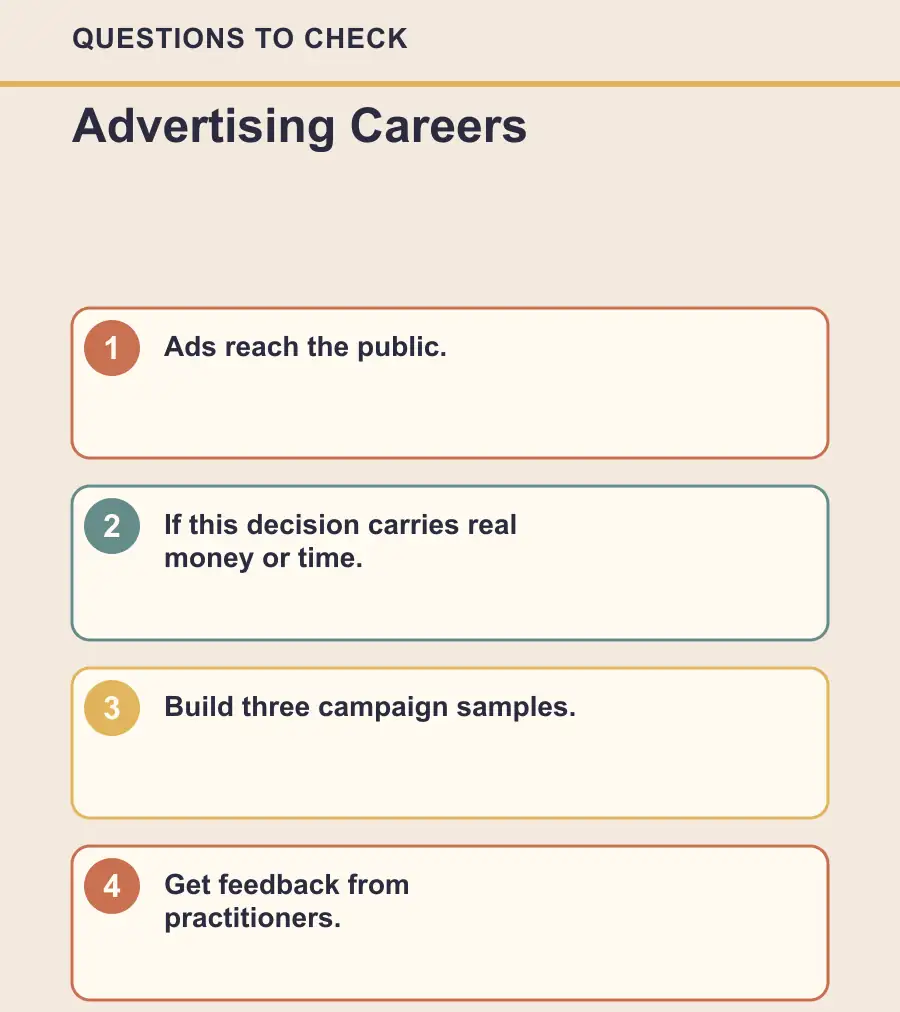 QUESTIONS TO CHECK
Advertising Careers
1
Ads reach the public.
2
If this decision carries real
money or time.
3
Build three campaign samples.
4
Get feedback from
practitioners.